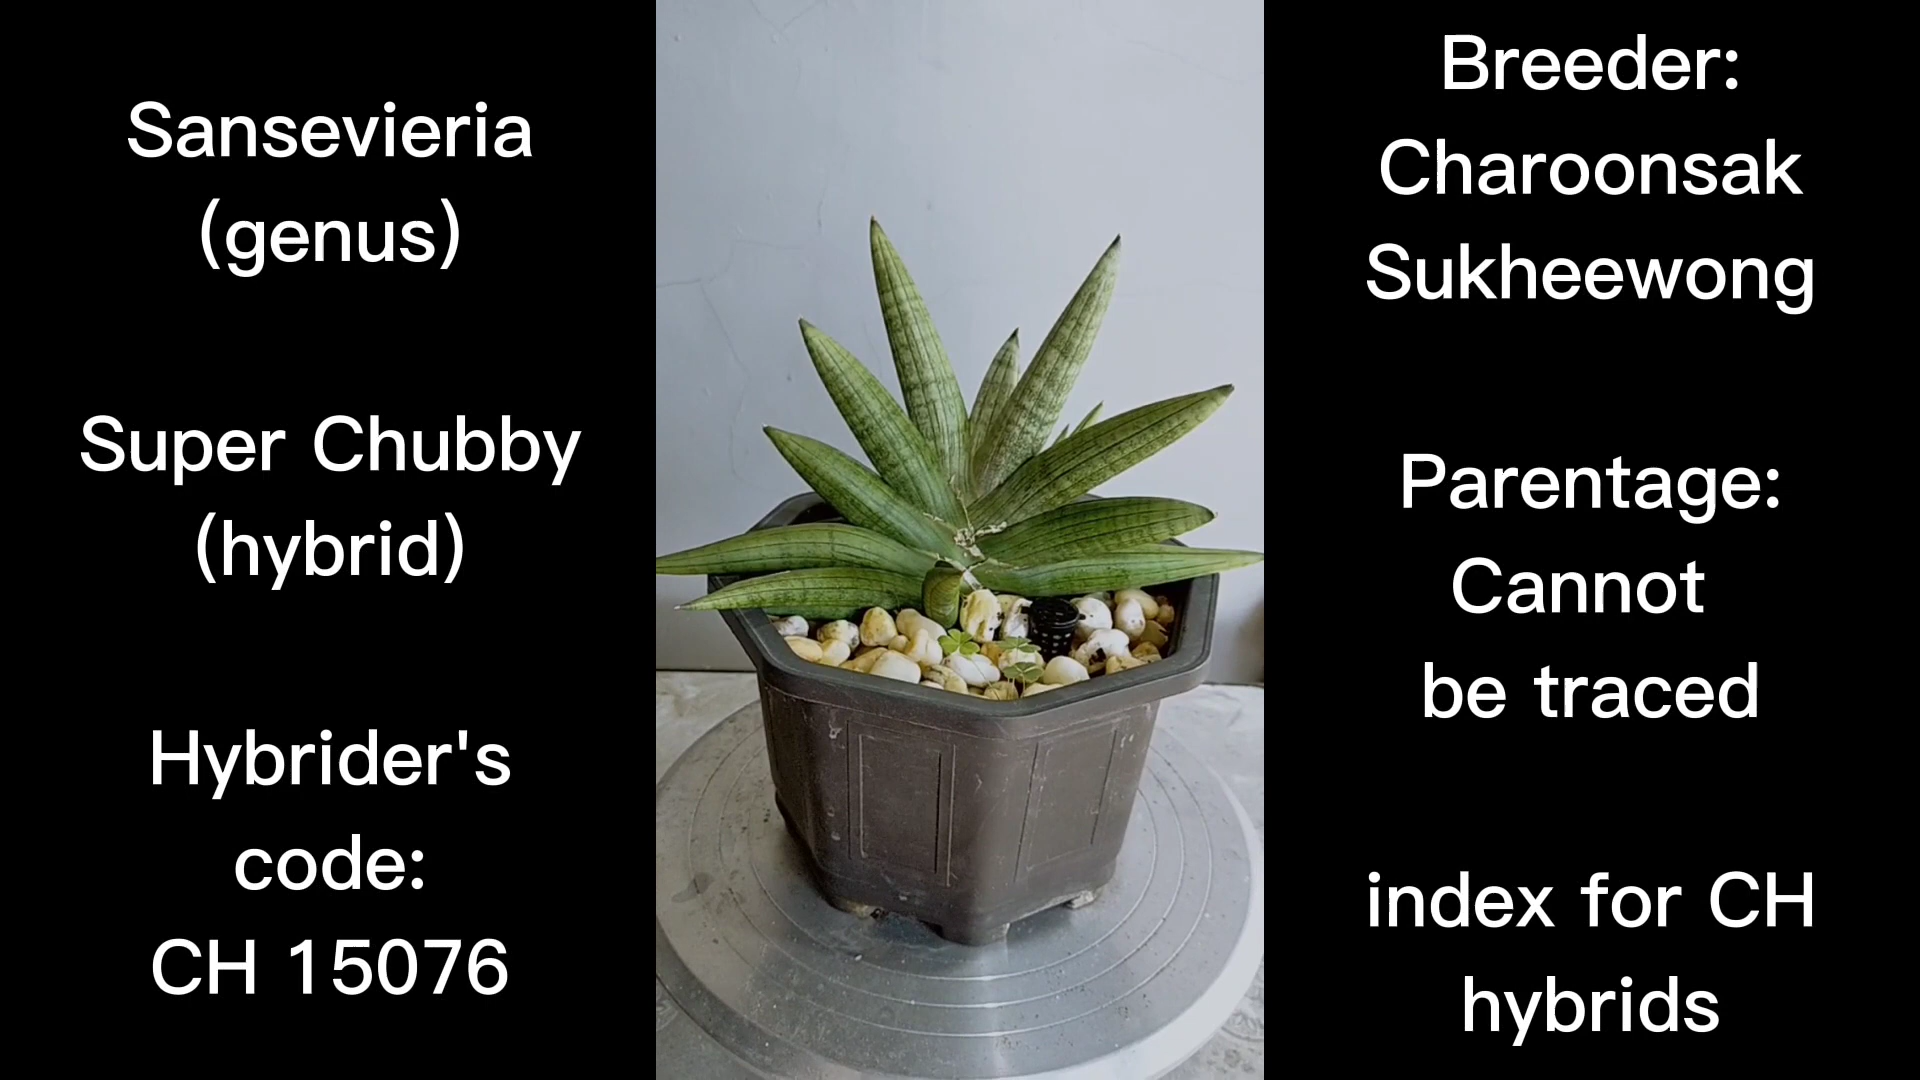 Sansevieria
(genus)
Super Chubby
(hybrid)
Hybrider's
code:
CH 15076
Breeder:
Charoonsak
Sukheewong
Parentage:
Cannot
be traced
index for CH
hybrids